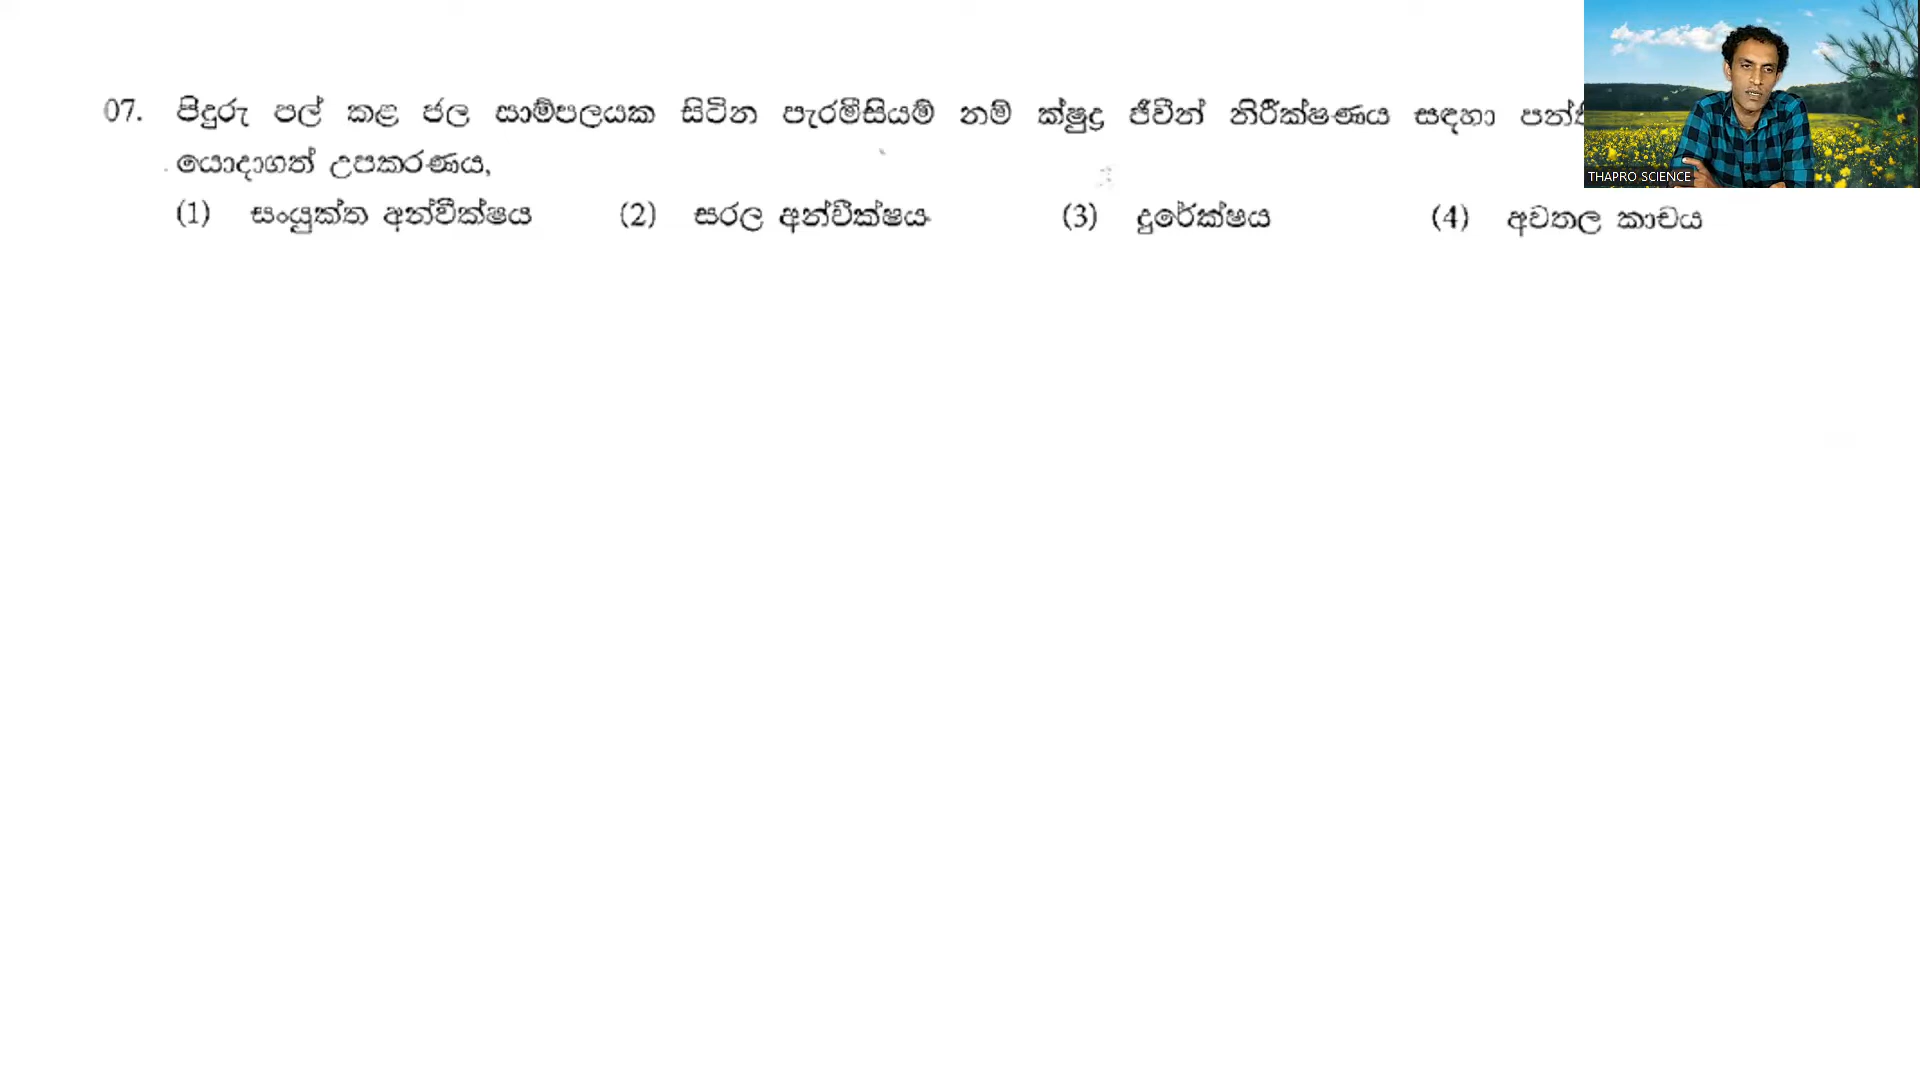 07. පිදුරු පල් කළ ජල සාම්පලයක සිටින පැරමීසියම් නම් ක්ෂුද්‍ර ජීවීන් නිරීක්ෂණය සඳහා
යොදාගත් උපකරණය,
(1) සංයුක්ත අන්වීක්ෂය (2) සරල අන්වීක්ෂය (3) දුරේක්ෂය (4) අවතල කාචය
THAPRO SCIENCE